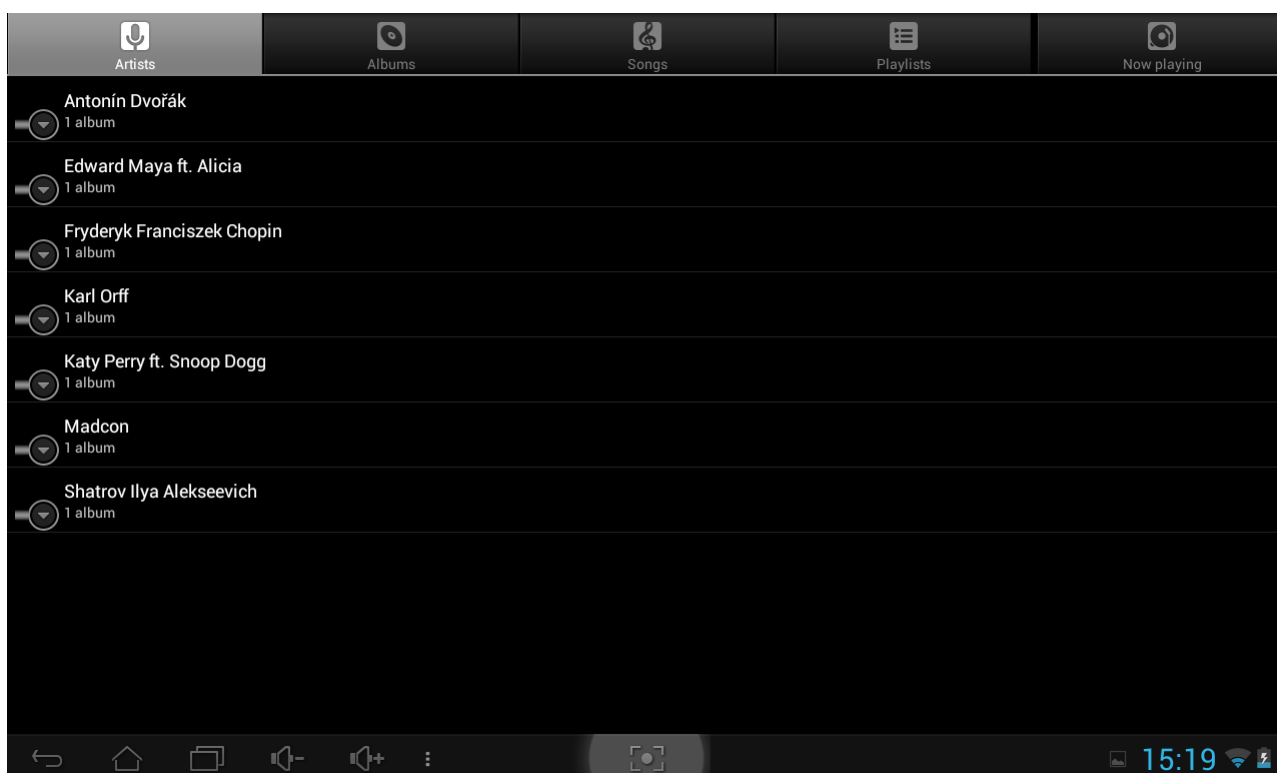 Artists
Albums
Songs
Playlists
Now playing
Antonín Dvořák
1 album
Edward Maya ft. Alicia
1 album
Fryderyk Franciszek Chopin
1 album
Karl Orff
1 album
Katy Perry ft. Snoop Dogg
1 album
Madcon
1 album
Shatrov Ilya Alekseevich
1 album
15:19